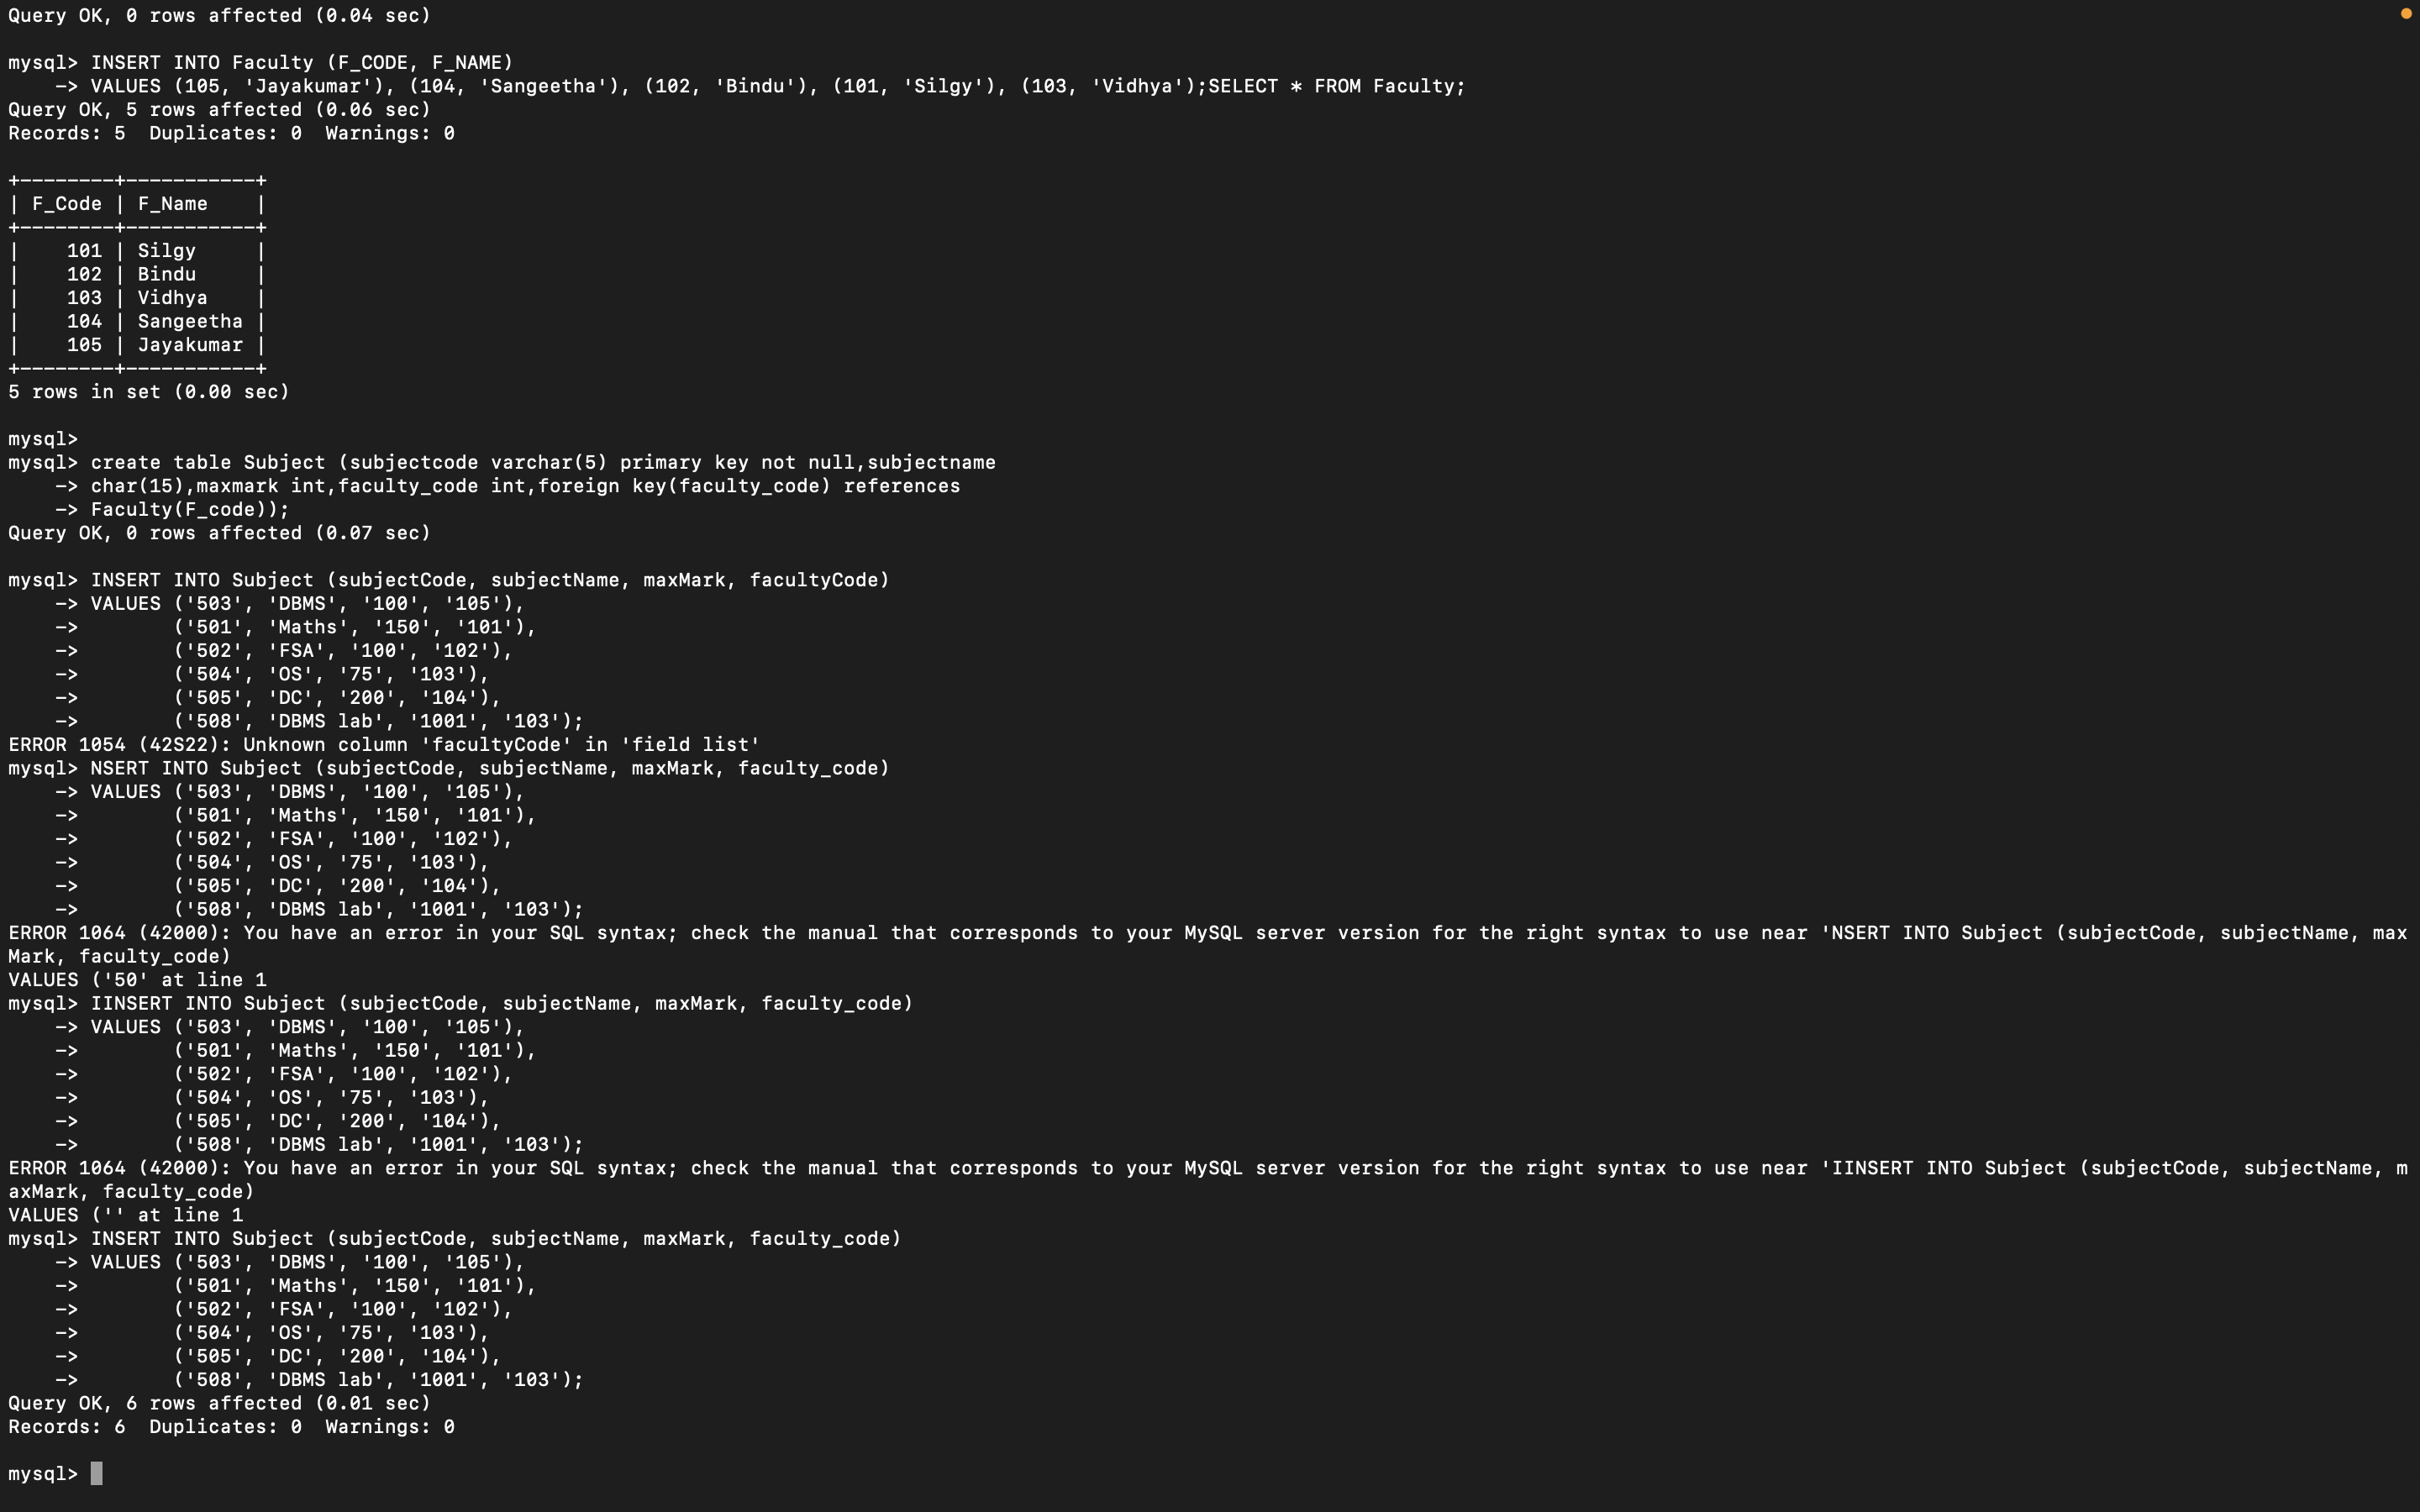 Query OK, 0 rows affected (0.04 sec)
mysql> INSERT INTO Faculty (F_CODE, F_NAME)
    -> VALUES (105, 'Jayakumar'), (104, 'Sangeetha'), (102, 'Bindu'), (101, 'Silgy'), (103, 'Vidhya');SELECT * FROM Faculty;
Query OK, 5 rows affected (0.06 sec)
Records: 5  Duplicates: 0  Warnings: 0
+--------+-----------+
| F_Code | F_Name    |
+--------+-----------+
|    101 | Silgy     |
|    102 | Bindu     |
|    103 | Vidhya    |
|    104 | Sangeetha |
|    105 | Jayakumar |
+--------+-----------+
5 rows in set (0.00 sec)
mysql>
mysql> create table Subject (subjectcode varchar(5) primary key not null,subjectname
    -> char(15),maxmark int,faculty_code int,foreign key(faculty_code) references
    -> Faculty(F_code));
Query OK, 0 rows affected (0.07 sec)
mysql> INSERT INTO Subject (subjectCode, subjectName, maxMark, facultyCode)
    -> VALUES ('503', 'DBMS', '100', '105'),
    ->        ('501', 'Maths', '150', '101'),
    ->        ('502', 'FSA', '100', '102'),
    ->        ('504', 'OS', '75', '103'),
    ->        ('505', 'DC', '200', '104'),
    ->        ('508', 'DBMS lab', '1001', '103');
ERROR 1054 (42S22): Unknown column 'facultyCode' in 'field list'
mysql> NSERT INTO Subject (subjectCode, subjectName, maxMark, faculty_code)
    -> VALUES ('503', 'DBMS', '100', '105'),
    ->        ('501', 'Maths', '150', '101'),
    ->        ('502', 'FSA', '100', '102'),
    ->        ('504', 'OS', '75', '103'),
    ->        ('505', 'DC', '200', '104'),
    ->        ('508', 'DBMS lab', '1001', '103');
ERROR 1064 (42000): You have an error in your SQL syntax; check the manual that corresponds to your MySQL server version for the right syntax to use near 'NSERT INTO Subject (subjectCode, subjectName, max
Mark, faculty_code)
VALUES ('50' at line 1
mysql> IINSERT INTO Subject (subjectCode, subjectName, maxMark, faculty_code)
    -> VALUES ('503', 'DBMS', '100', '105'),
    ->        ('501', 'Maths', '150', '101'),
    ->        ('502', 'FSA', '100', '102'),
    ->        ('504', 'OS', '75', '103'),
    ->        ('505', 'DC', '200', '104'),
    ->        ('508', 'DBMS lab', '1001', '103');
ERROR 1064 (42000): You have an error in your SQL syntax; check the manual that corresponds to your MySQL server version for the right syntax to use near 'IINSERT INTO Subject (subjectCode, subjectName, m
axMark, faculty_code)
VALUES ('' at line 1
mysql> INSERT INTO Subject (subjectCode, subjectName, maxMark, faculty_code)
    -> VALUES ('503', 'DBMS', '100', '105'),
    ->        ('501', 'Maths', '150', '101'),
    ->        ('502', 'FSA', '100', '102'),
    ->        ('504', 'OS', '75', '103'),
    ->        ('505', 'DC', '200', '104'),
    ->        ('508', 'DBMS lab', '1001', '103');
Query OK, 6 rows affected (0.01 sec)
Records: 6  Duplicates: 0  Warnings: 0
mysql>